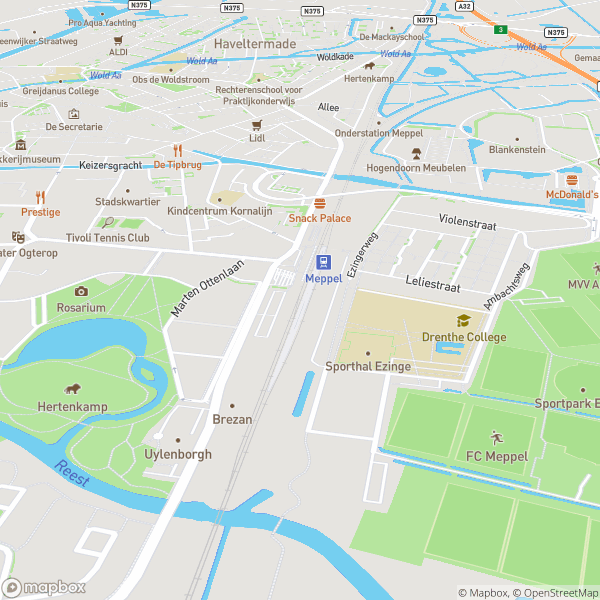 Pro Aqua Yachting
N375
A32
3
N375
N375
N375
eenwijker Straatweg
ALDI
Haveltermade
De Mackayschool
Wold Aa
Gemaa
Woldkade
Wold Aa
Wold Aa
Hertenkamp
Obs de Woldstroom
Greijdanus College
Rechterenschool voor
Praktijkonderwijs
uis
Allee
De Secretarie
Lidl
Onderstation Meppel
kkerijmuseum
De Tipbrug
Blankenstein
Keizersgracht
Hogendoorn Meubelen
Stadskwartier
McDonald's
Prestige
Kindcentrum Kornalijn
Snack Palace
Violenstraat
Tivoli Tennis Club
ater Ogterop
Ezingerweg
Meppel
Marten Ottenlaan
Leliestraat
Ambachtsweg
MVV A
Rosarium
Drenthe College
Sporthal Ezinge
Hertenkamp
Sportpark E
Brezan
Uylenborgh
FC Meppel
Reest
mapbox
© Mapbox, © OpenStreetMap